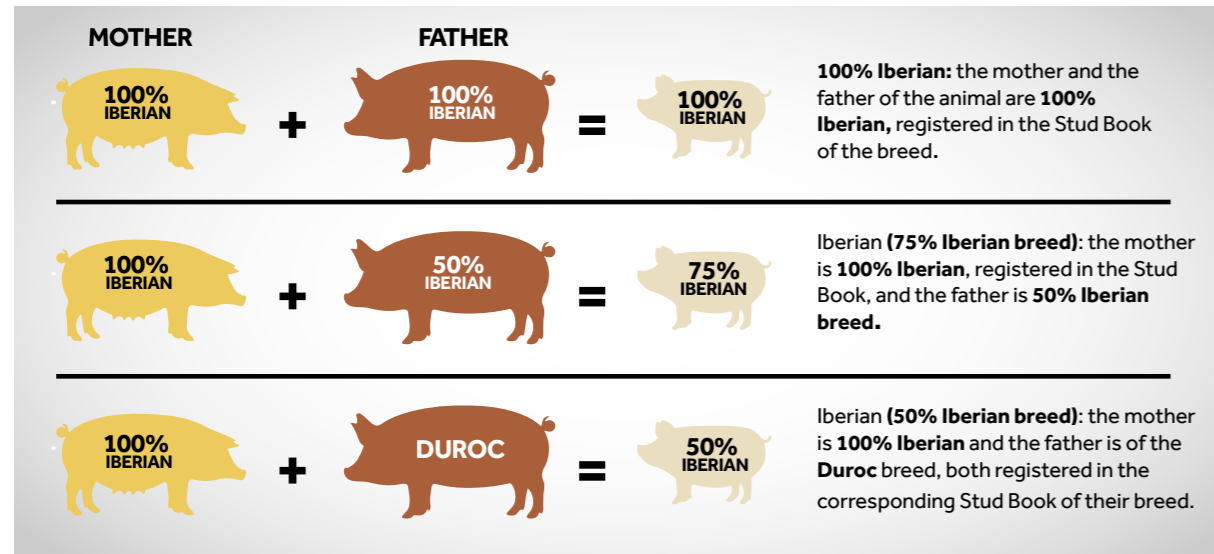 MOTHER
FATHER
100%
IBERIAN
+
100%
IBERIAN
=
100%
IBERIAN
100% Iberian: the mother and the
father of the animal are 100%
Iberian, registered in the Stud Book
of the breed.
100%
IBERIAN
+
50%
IBERIAN
=
75%
IBERIAN
Iberian (75% Iberian breed): the mother
is 100% Iberian, registered in the Stud
Book, and the father is 50% Iberian
breed.
100%
IBERIAN
+
DUROC
=
50%
IBERIAN
Iberian (50% Iberian breed): the mother
is 100% Iberian and the father is of the
Duroc breed, both registered in the
corresponding Stud Book of their breed.